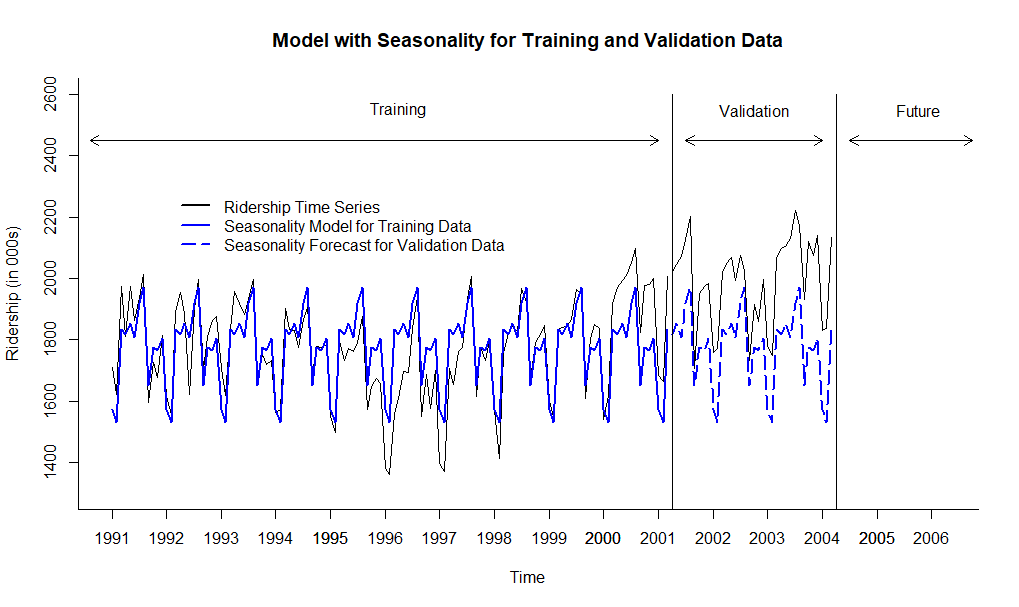 Model with Seasonality for Training and Validation Data
Training
Validation
Future
Ridership Time Series
Seasonality Model for Training Data
Seasonality Forecast for Validation Data
Ridership (in 000s)
2600
2400
2200
2000
1800
1600
1400
1991 1992 1993 1994 1995 1996 1997 1998 1999 2000 2001 2002 2003 2004 2005 2006
Time